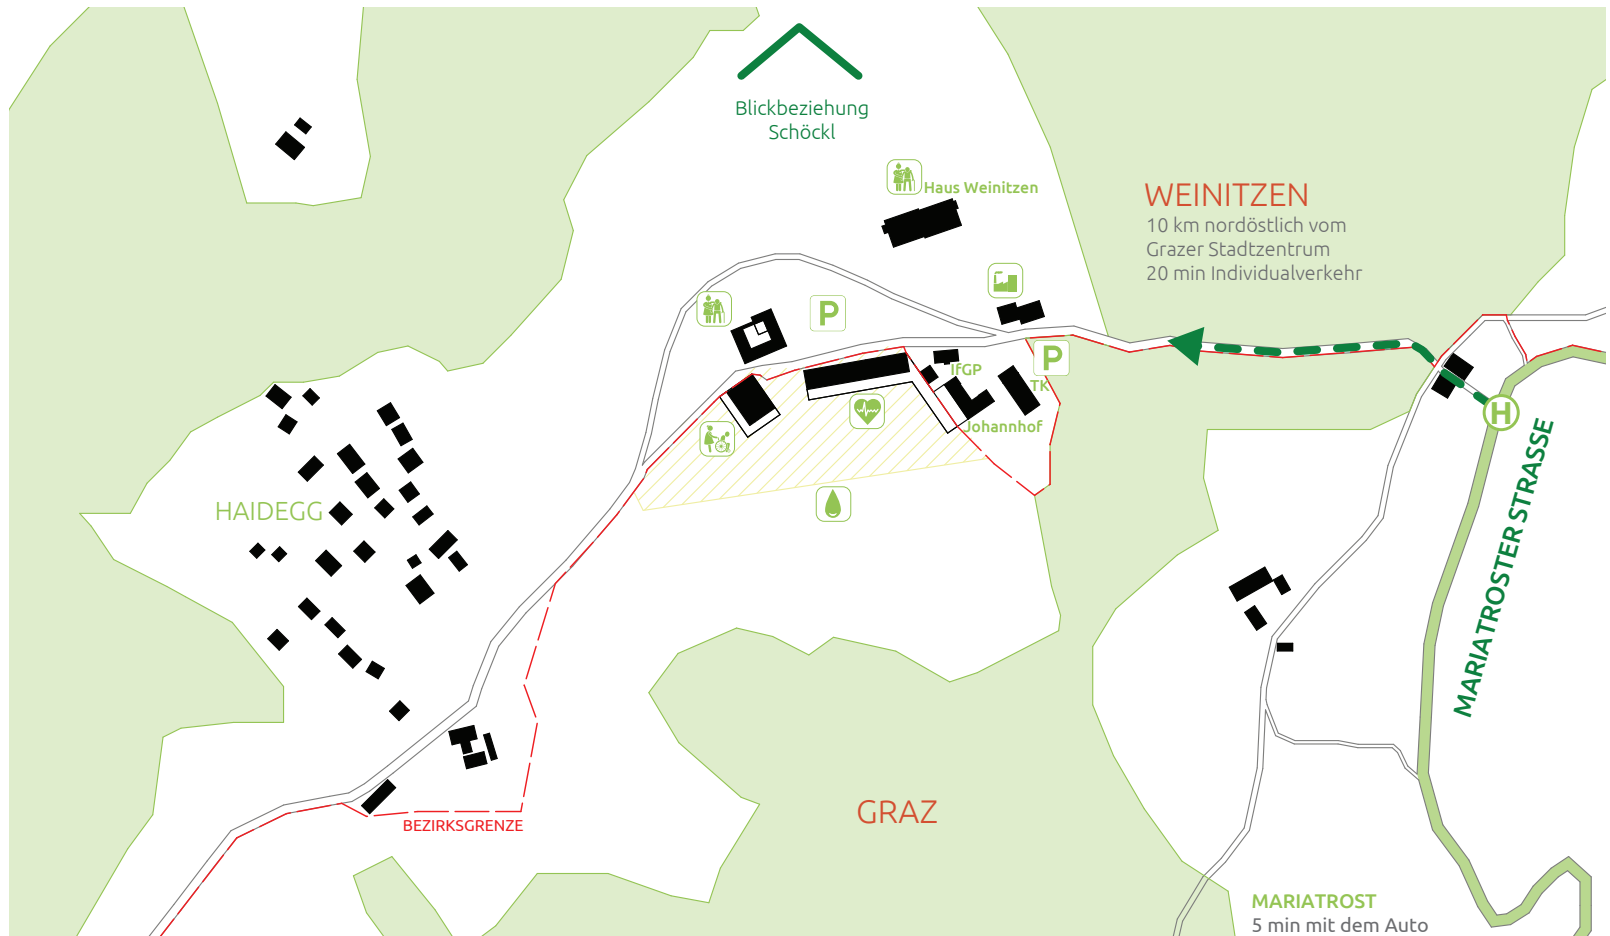 Blickbeziehung
Schöckl
Haus Weinitzen
WEINITZEN
10 km nordöstlich vom
Grazer Stadtzentrum
20 min Individualverkehr
P
P
IfGP
TK
Johannhof
H
MARIATROSTER STRASSE
HAIDEGG
GRAZ
BEZIRKSGRENZE
MARIATROST
5 min mit dem Auto